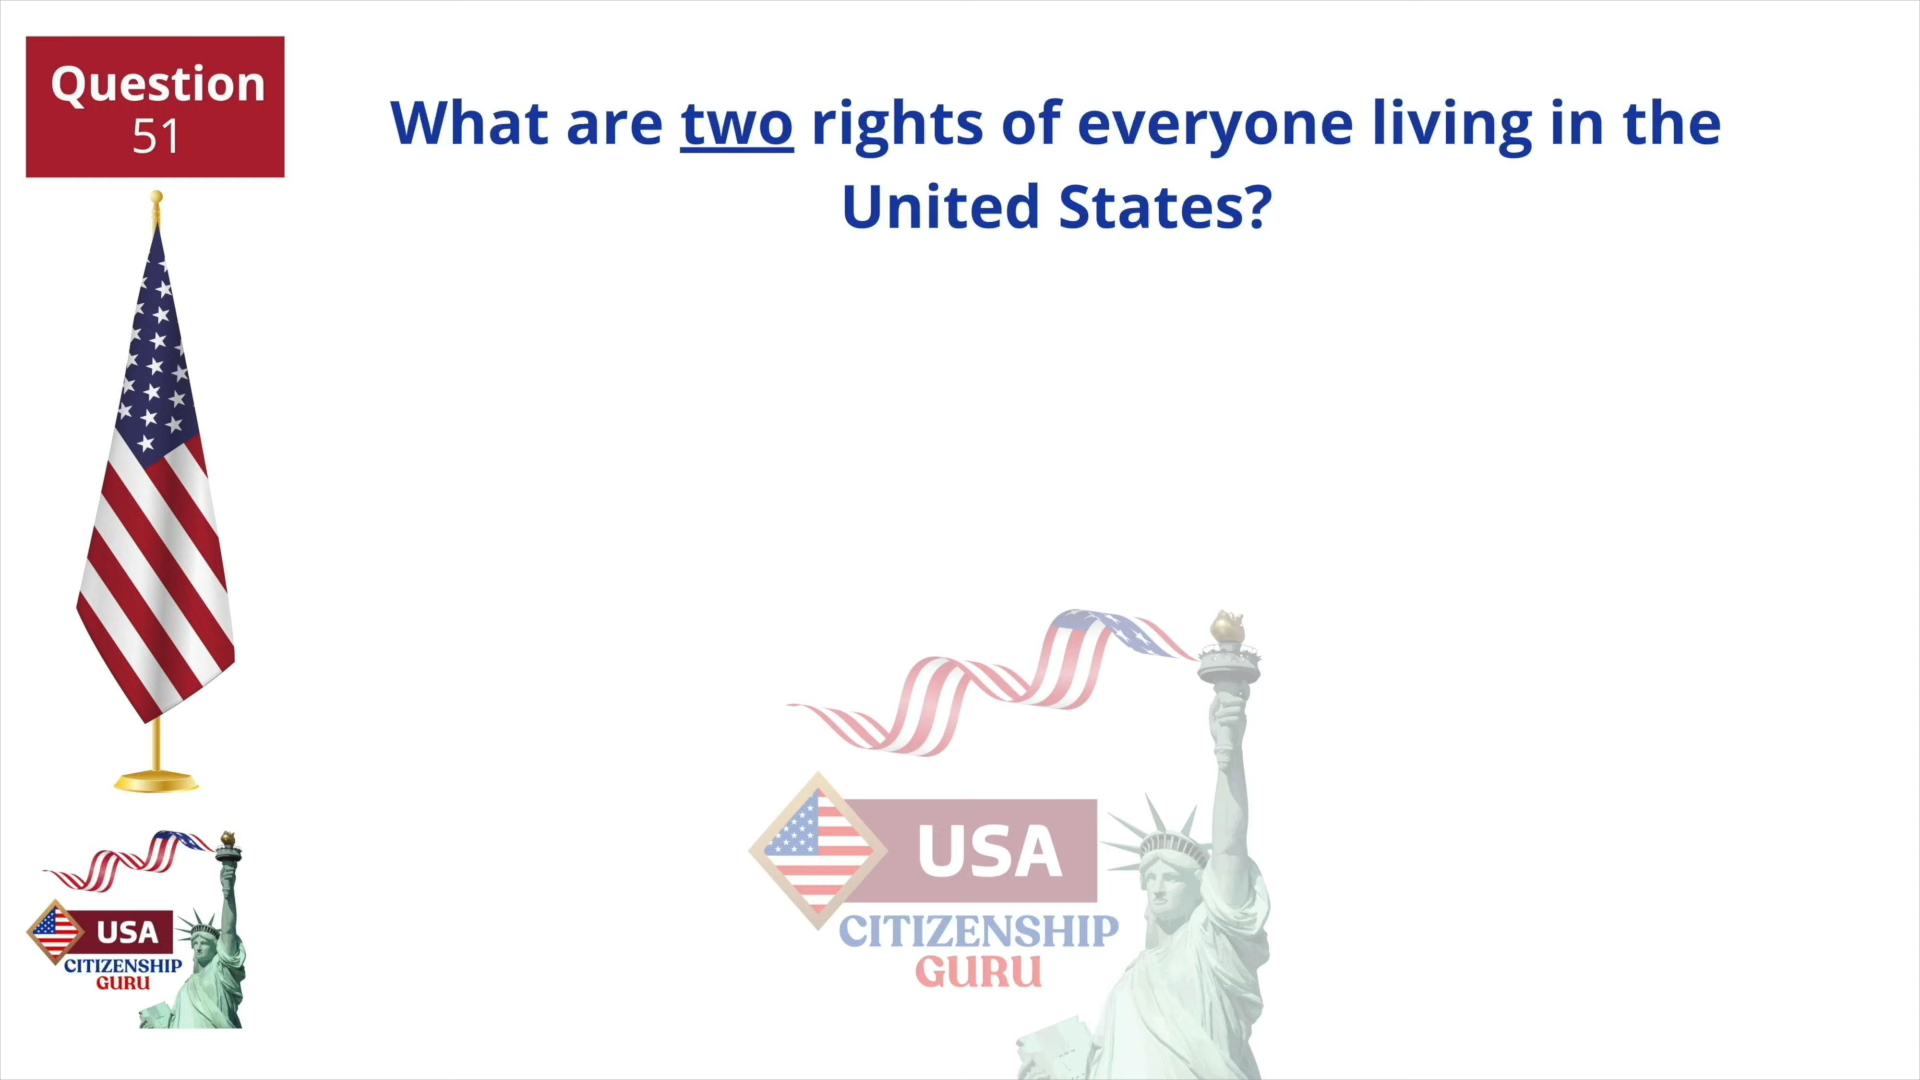 Question
51
What are two rights of everyone living in the
United States?
USA
CITIZENSHIP
GURU
USA
CITIZENSHIP
GURU